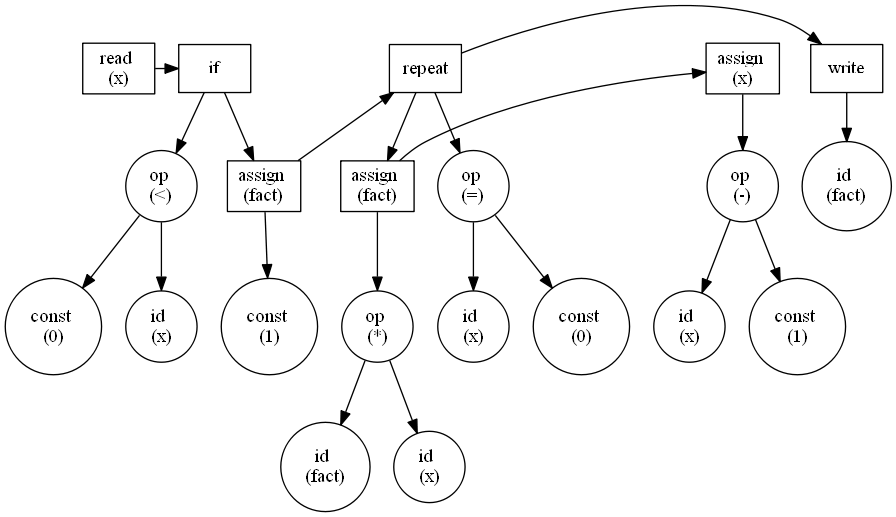 read
(x)
if
repeat
assign
(x)
write
op
(<)
assign
(fact)
assign
(fact)
op
(=)
op
(-)
id
(fact)
const
(0)
id
(x)
const
(1)
op
(*)
id
(x)
const
(0)
id
(x)
const
(1)
id
(fact)
id
(x)